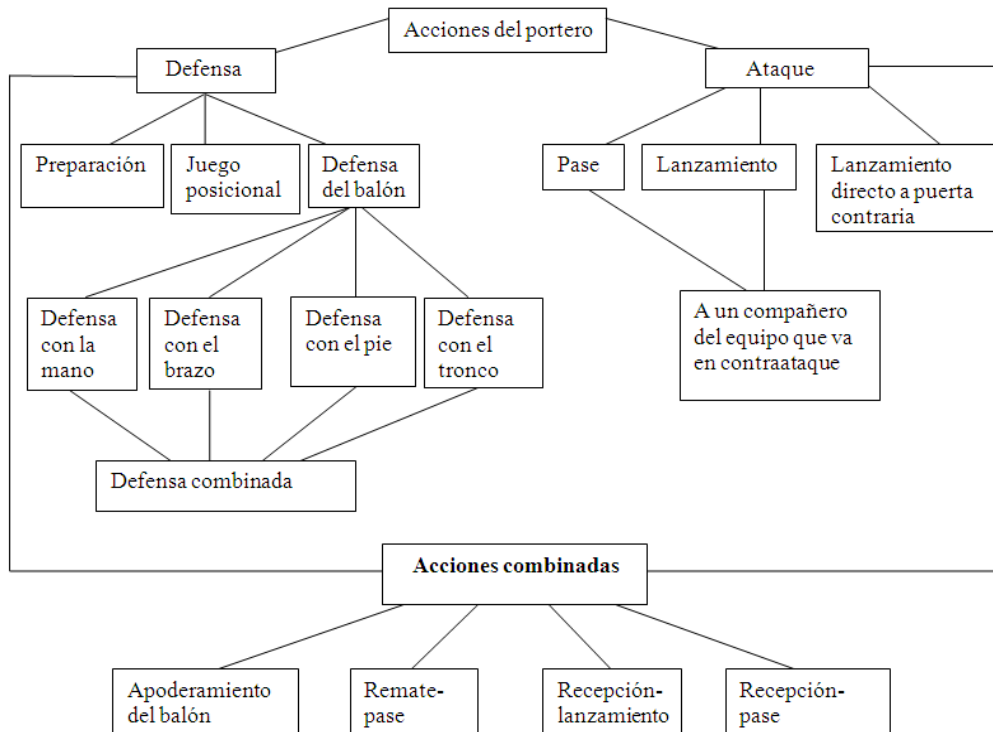 Acciones del portero
Defensa
Ataque
Preparación
Juego
posicional
Defensa
del balón
Pase
Lanzamiento
Lanzamiento
directo a puerta
contraria
Defensa
con la
mano
Defensa
con el
brazo
Defensa
con el pie
Defensa
con el
tronco
A un compañero
del equipo que va
en contraataque
Defensa combinada
Acciones combinadas
Apoderamiento
del balón
Remate-
pase
Recepción-
lanzamiento
Recepción-
pase